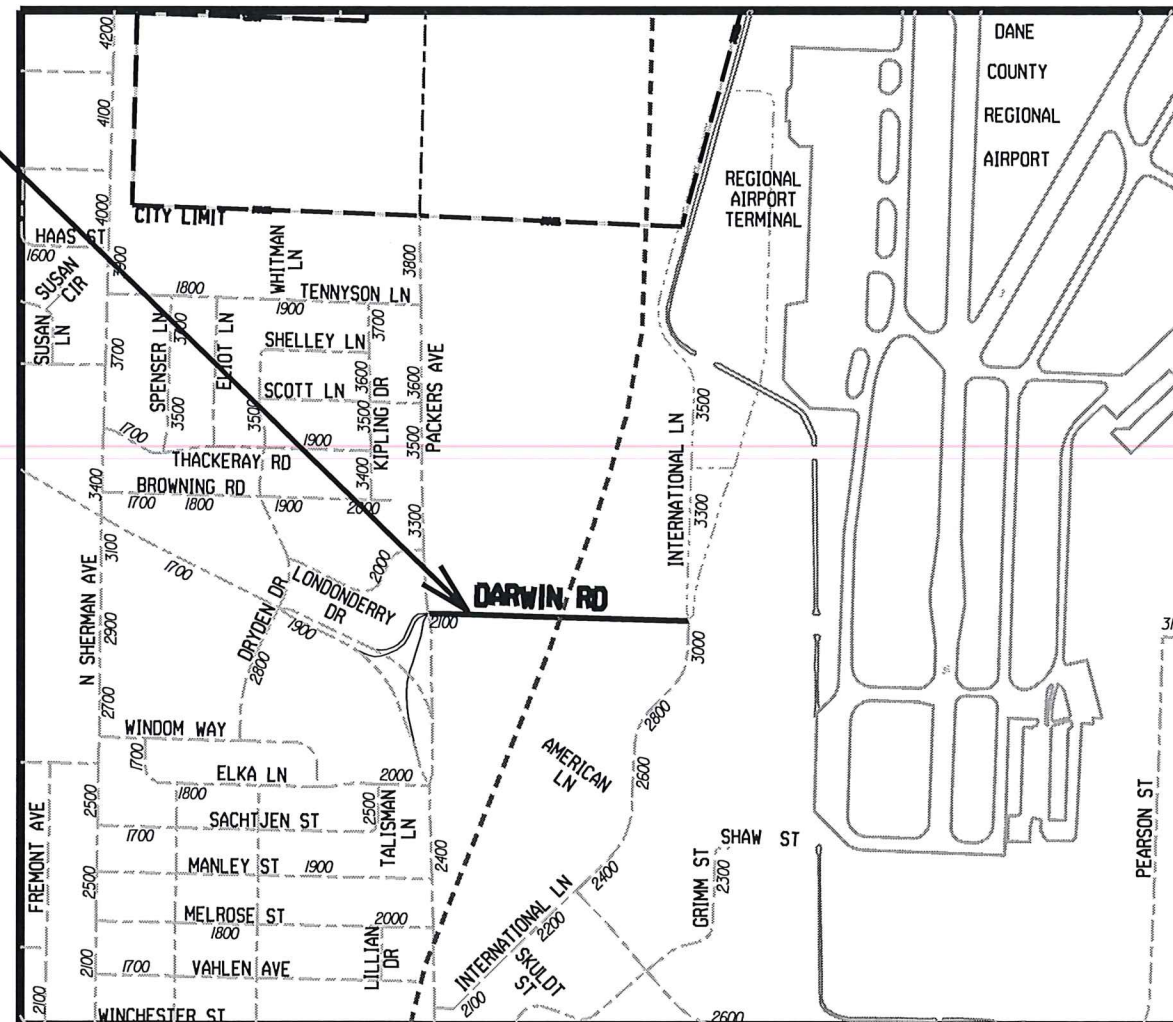 4200
4100
4000
DANE
COUNTY
REGIONAL
AIRPORT
REGIONAL
AIRPORT
TERMINAL
CITY LIMIT
HAAS ST
1600
SUSAN
CIR
SUSAN
LN
3900
3700
WHITMAN
LN
3800
1800
TENNYSON LN
1900
SPENSER LN
3700
3500
ELIOT LN
SHELLEY LN
3700
SCOTT LN
3600
3500
3500
3400
KIPLING DR
3600
3500
PACKERS AVE
3300
1700
1900
THACKERAY RD
BROWNING RD
1700
1800
1900
2000
3400
3100
2900
2700
N SHERMAN AVE
1700
2000
LONDONDERRY
DR
DRYDEN DR
1900
2800
DARWIN RD
2100
INTERNATIONAL LN
3500
3300
3000
2800
2600
2400
AMERICAN
LN
WINDOM WAY
1700
ELKA LN
2000
1800
2500
SACHTJEN ST
1700
2500
TALISMAN
LN
2400
MANLEY ST
1900
2500
MELROSE ST
2000
1800
VAHLEN AVE
1700
2100
LILLIAN
DR
WINCHESTER ST
FREMONT AVE
2100
INTERNATIONAL LN
2200
2100
SKULDT
ST
GRIMM ST
2300
SHAW ST
2600
PEARSON ST